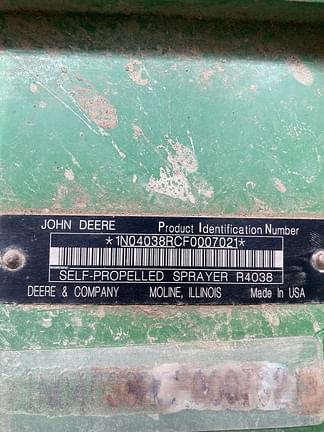 JOHN DEERE Product Identification Number
*1N04038RCF0007021*
SELF-PROPELLED SPRAYER R4038
DEERE & COMPANY MOLINE, ILLINOIS Made In USA